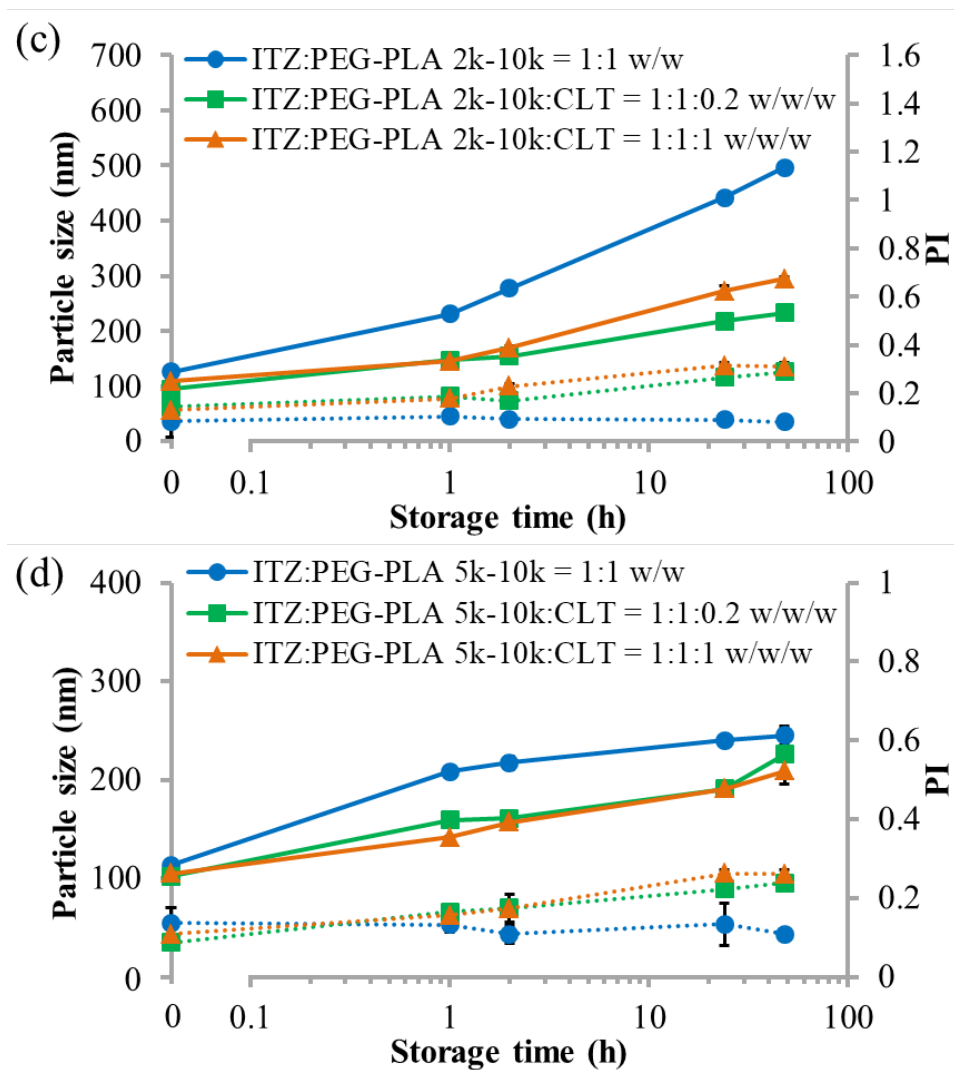 (c)
ITZ:PEG-PLA 2k-10k = 1:1 w/w
ITZ:PEG-PLA 2k-10k:CLT = 1:1:0.2 w/w/w
ITZ:PEG-PLA 2k-10k:CLT = 1:1:1 w/w/w
Particle size (nm)
700
600
500
400
300
200
100
0
1.6
1.4
1.2
1
0.8
0.6
0.4
0.2
0
PI
0 0.1 1 10 100
Storage time (h)
(d)
ITZ:PEG-PLA 5k-10k = 1:1 w/w
ITZ:PEG-PLA 5k-10k:CLT = 1:1:0.2 w/w/w
ITZ:PEG-PLA 5k-10k:CLT = 1:1:1 w/w/w
Particle size (nm)
400
300
200
100
0
1
0.8
0.6
0.4
0.2
0
PI
0 0.1 1 10 100
Storage time (h)